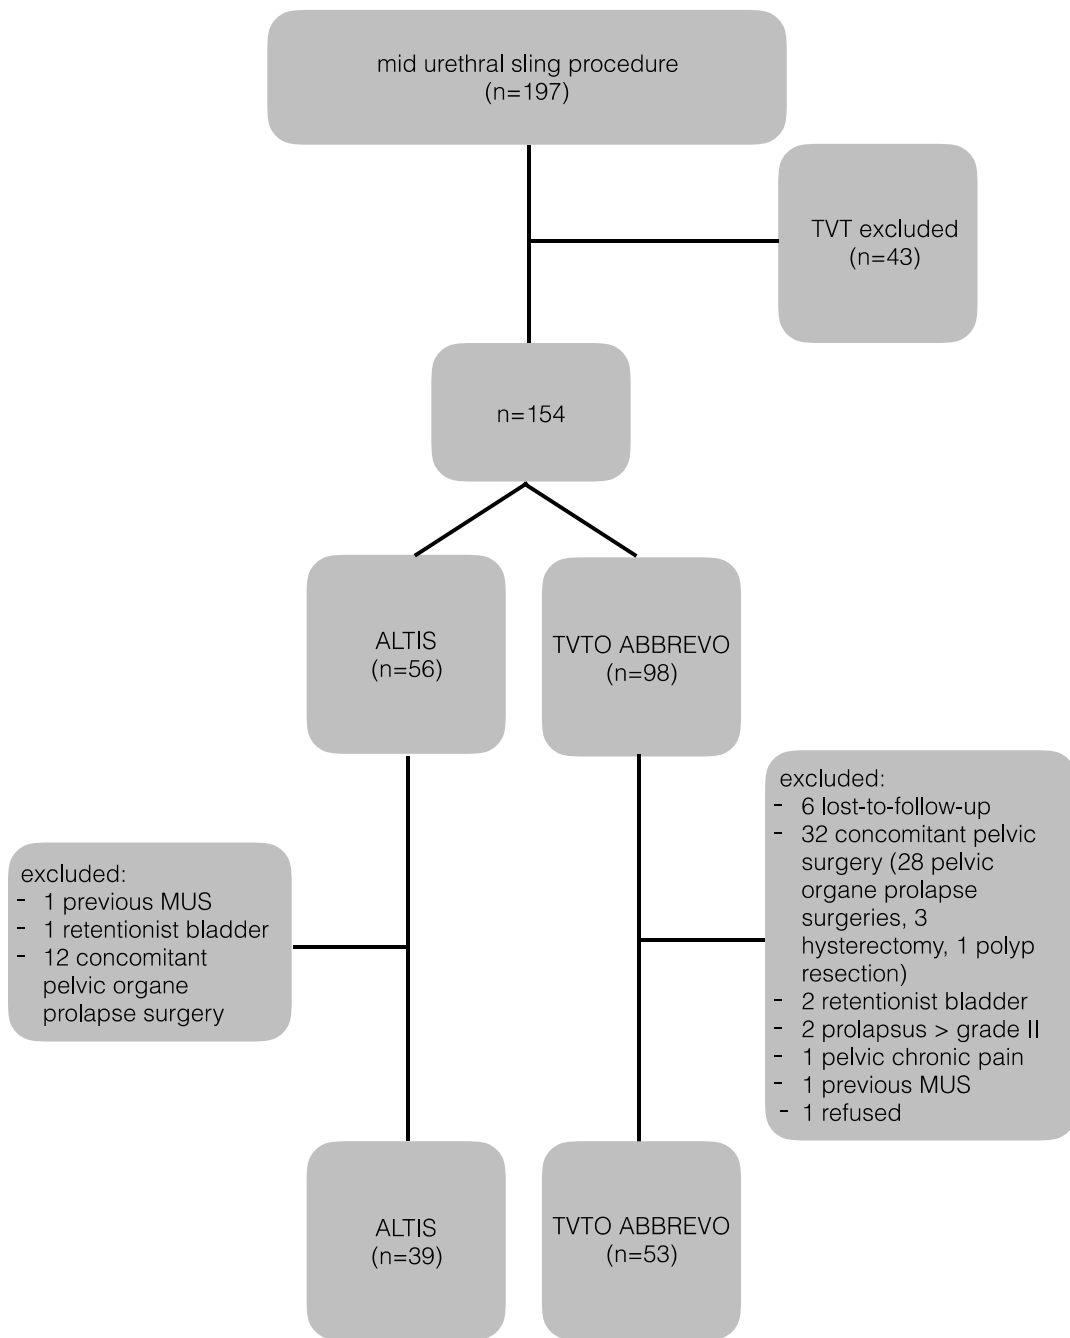 mid urethral sling procedure
(n=197)
TVT excluded
(n=43)
n=154
ALTIS
(n=56)
TVTO ABBREVO
(n=98)
excluded:
- 6 lost-to-follow-up
- 32 concomitant pelvic
surgery (28 pelvic
organe prolapse
surgeries, 3
hysterectomy, 1 polyp
resection)
- 2 retentionist bladder
- 2 prolapsus > grade II
- 1 pelvic chronic pain
- 1 previous MUS
- 1 refused
excluded:
- 1 previous MUS
- 1 retentionist bladder
- 12 concomitant
pelvic organe
prolapse surgery
ALTIS
(n=39)
TVTO ABBREVO
(n=53)